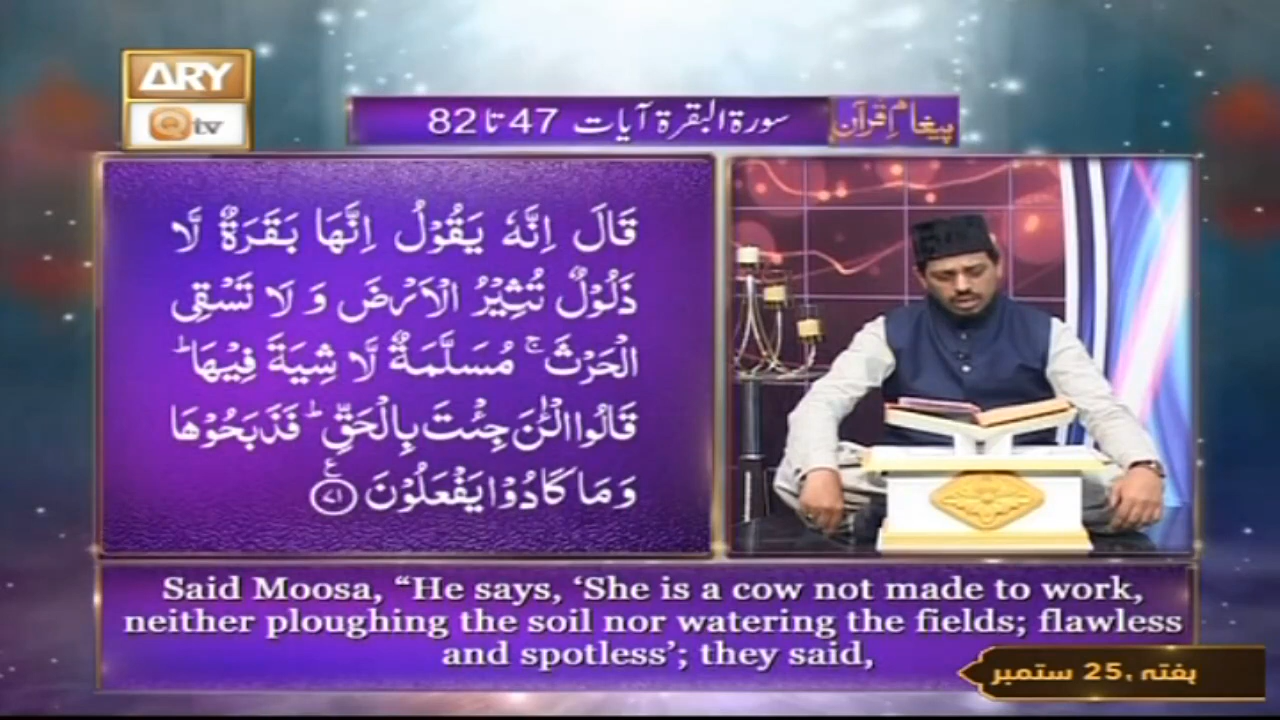 ARY
Qtv
پیغامِ قرآن
سورۃ البقرۃ آیات 47 تا 82
قَالَ اِنَّهٗ يَقُوْلُ اِنَّهَا بَقَرَةٌ لَّا
ذَلُوْلٌ تُثِيْرُ الْاَرْضَ وَ لَا تَسْقِى
الْحَرْثَ ۚ مُسَلَّمَةٌ لَّا شِيَةَ فِيْهَا ؕ
قَالُوا الْـٰٔنَ جِئْتَ بِالْحَقِّ ؕ فَذَبَحُوْهَا
وَ مَا كَادُوْا يَفْعَلُوْنَ ﴿٧١﴾ ع
Said Moosa, “He says, ‘She is a cow not made to work,
neither ploughing the soil nor watering the fields; flawless
and spotless’; they said,
ہفتہ ,25 ستمبر